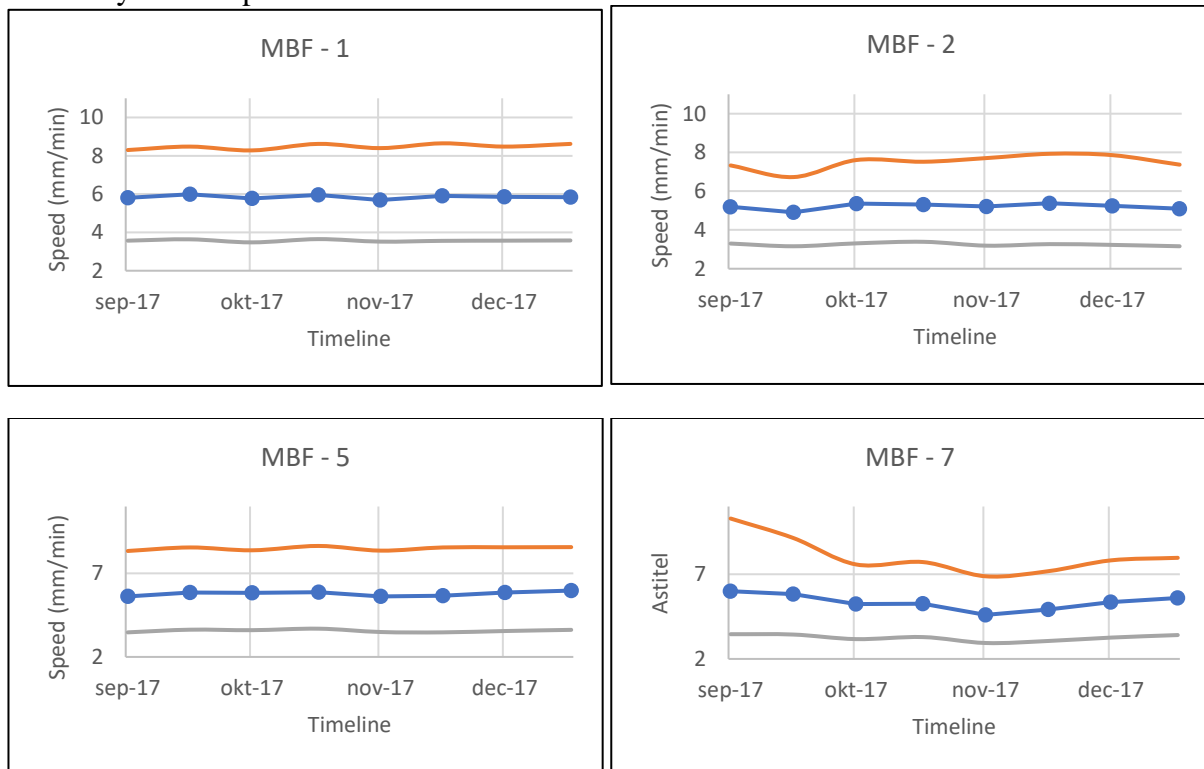 MBF - 1
10
8
6
4
2
Speed (mm/min)
sep-17 okt-17 nov-17 dec-17
Timeline
MBF - 2
10
8
6
4
2
Speed (mm/min)
sep-17 okt-17 nov-17 dec-17
Timeline
MBF - 5
7
2
Speed (mm/min)
sep-17 okt-17 nov-17 dec-17
Timeline
MBF - 7
7
2
Astitel
sep-17 okt-17 nov-17 dec-17
Timeline